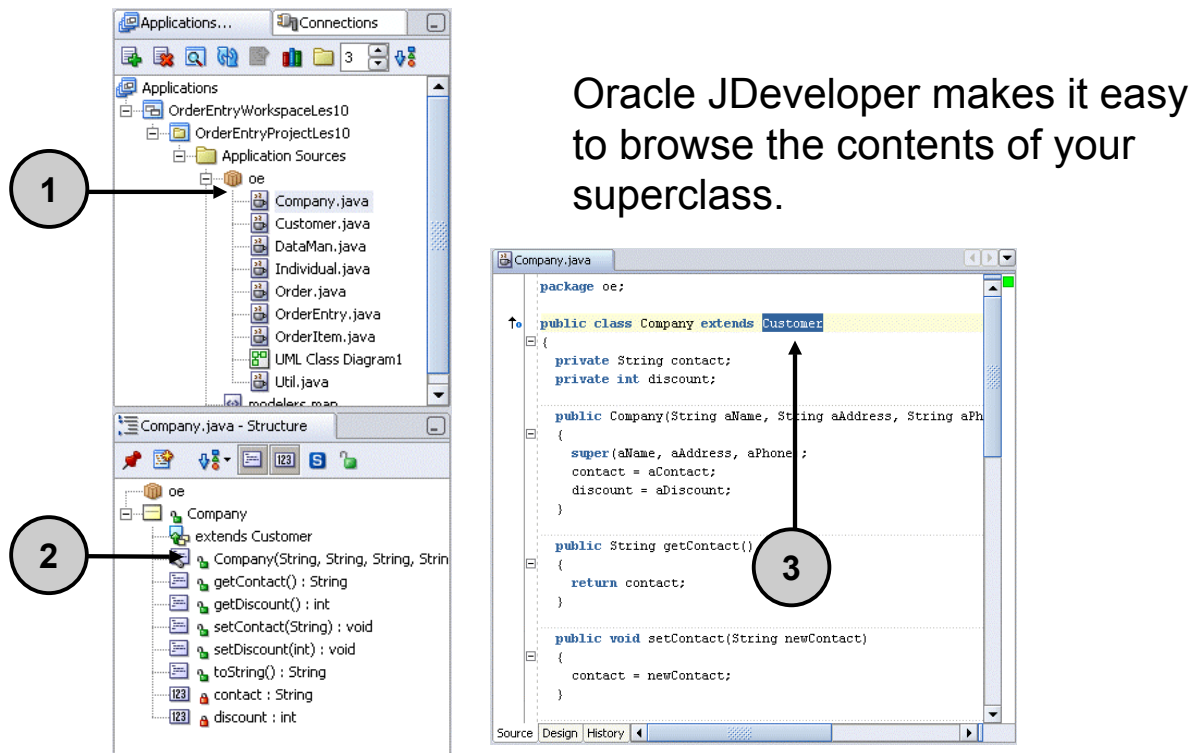 Applications...
Connections
3
Applications
OrderEntryWorkspaceLes10
OrderEntryProjectLes10
Application Sources
oe
Company.java
Customer.java
DataMan.java
Individual.java
Order.java
OrderEntry.java
OrderItem.java
UML Class Diagram1
Util.java
modelers.map
1
Company.java - Structure
123
S
oe
Company
extends Customer
Company(String, String, String, Strin
getContact() : String
getDiscount() : int
setContact(String) : void
setDiscount(int) : void
toString() : String
123 contact : String
123 discount : int
2
Oracle JDeveloper makes it easy
to browse the contents of your
superclass.
Company.java
package oe;
public class Company extends Customer
{
private String contact;
private int discount;
public Company(String aName, String aAddress, String aPh
{
super(aName, aAddress, aPhone);
contact = aContact;
discount = aDiscount;
}
public String getContact()
{
return contact;
}
public void setContact(String newContact)
{
contact = newContact;
}
3
Source Design History